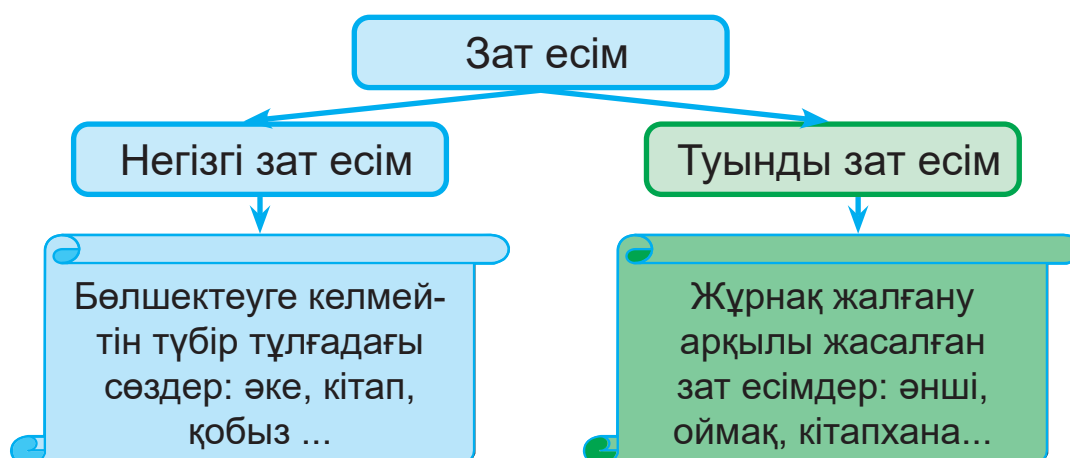 Зат есім
Негізгі зат есім
Туынды зат есім
Бөлшектеуге келмей-
тін түбір тұлғадағы
сөздер: әке, кітап,
қобыз ...
Жұрнақ жалғану
арқылы жасалған
зат есімдер: әнші,
оймақ, кітапхана...